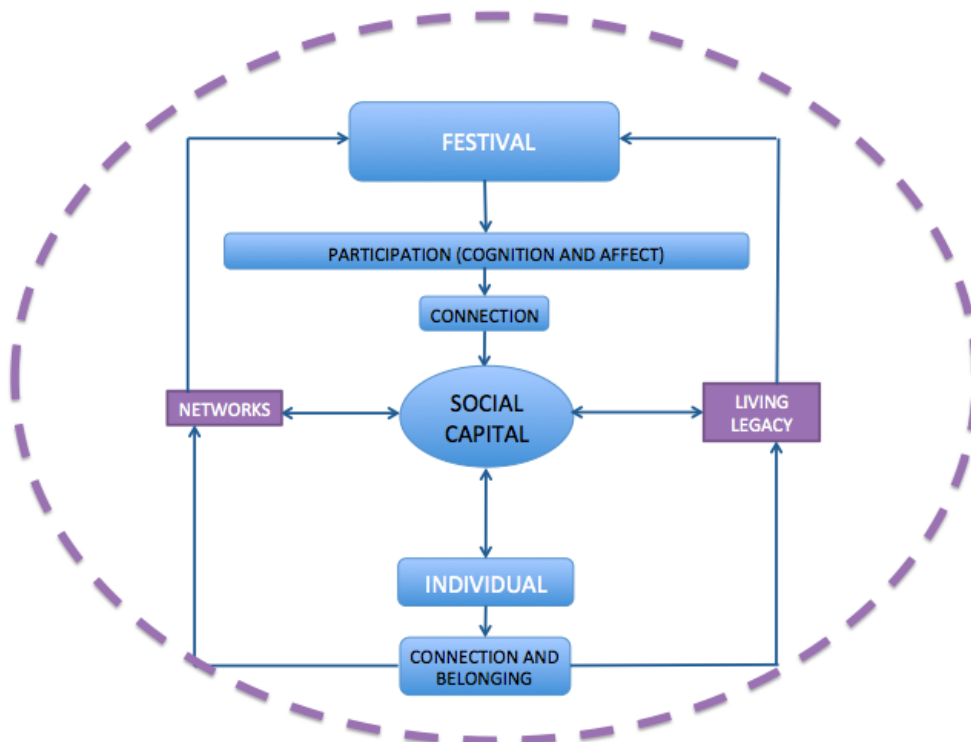 FESTIVAL
PARTICIPATION (COGNITION AND AFFECT)
CONNECTION
NETWORKS
SOCIAL
CAPITAL
LIVING
LEGACY
INDIVIDUAL
CONNECTION AND
BELONGING